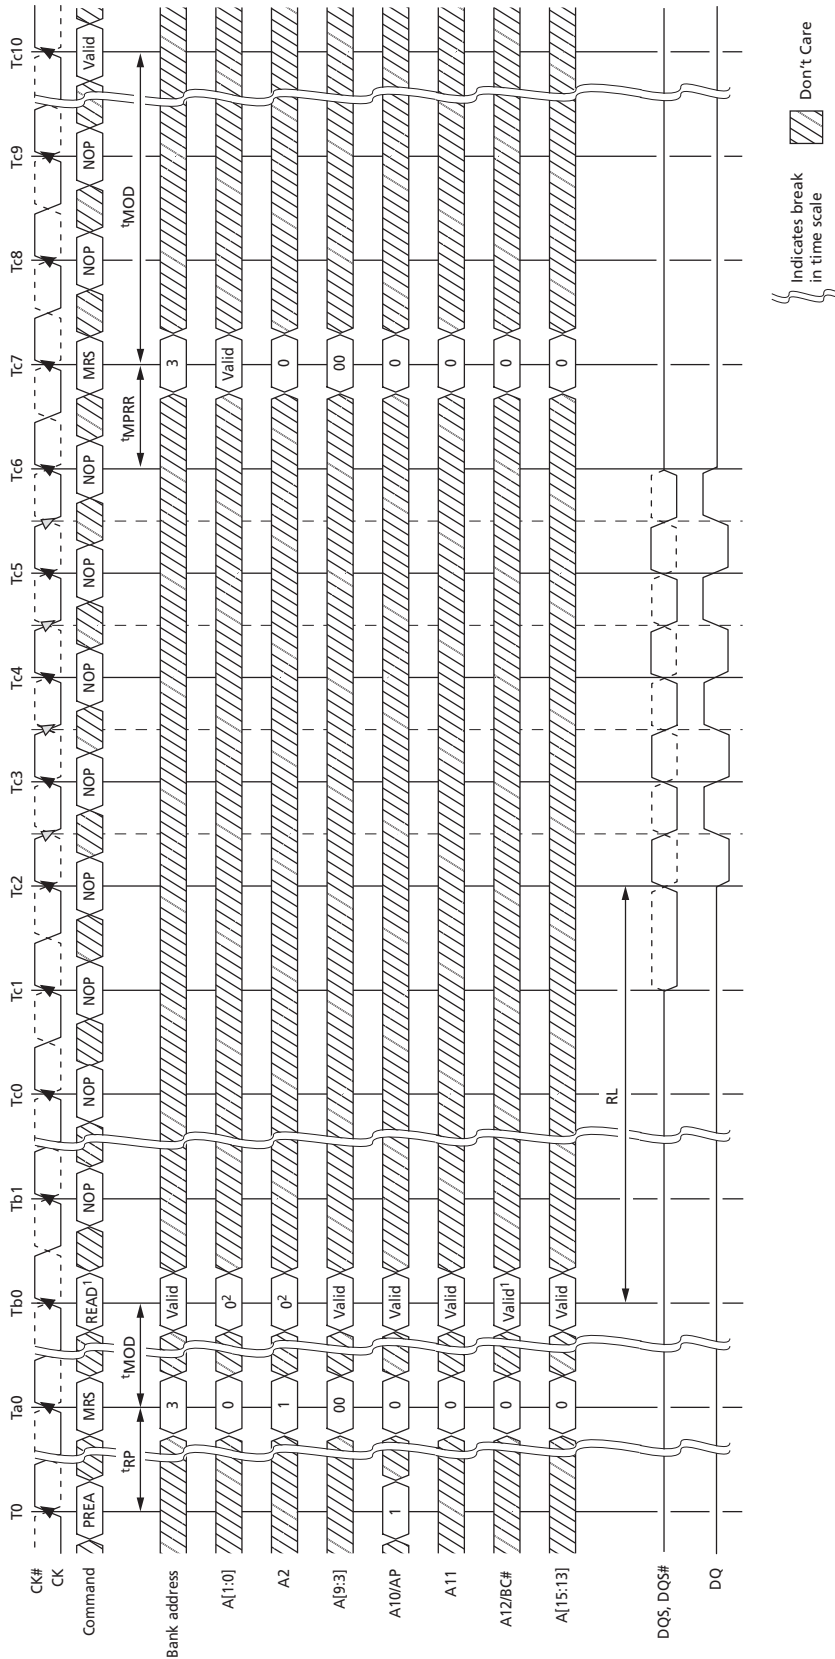 T0 Ta0 Tb0 Tb1 Tc0 Tc1 Tc2 Tc3 Tc4 Tc5 Tc6 Tc7 Tc8 Tc9 Tc10
CK#
CK
Command PREA MRS READ1 NOP NOP NOP NOP NOP NOP NOP NOP MRS NOP NOP Valid
tRP tMOD tMPRR tMOD
Bank address 3 Valid 3
A[1:0] 0 02 Valid
A2 1 02 0
A[9:3] 00 Valid 00
A10/AP 1 0 Valid 0
A11 0 Valid 0
A12/BC# 0 Valid1 0
A[15:13] 0 Valid 0
RL
DQS, DQS#
DQ
Indicates break
in time scale
Don't Care